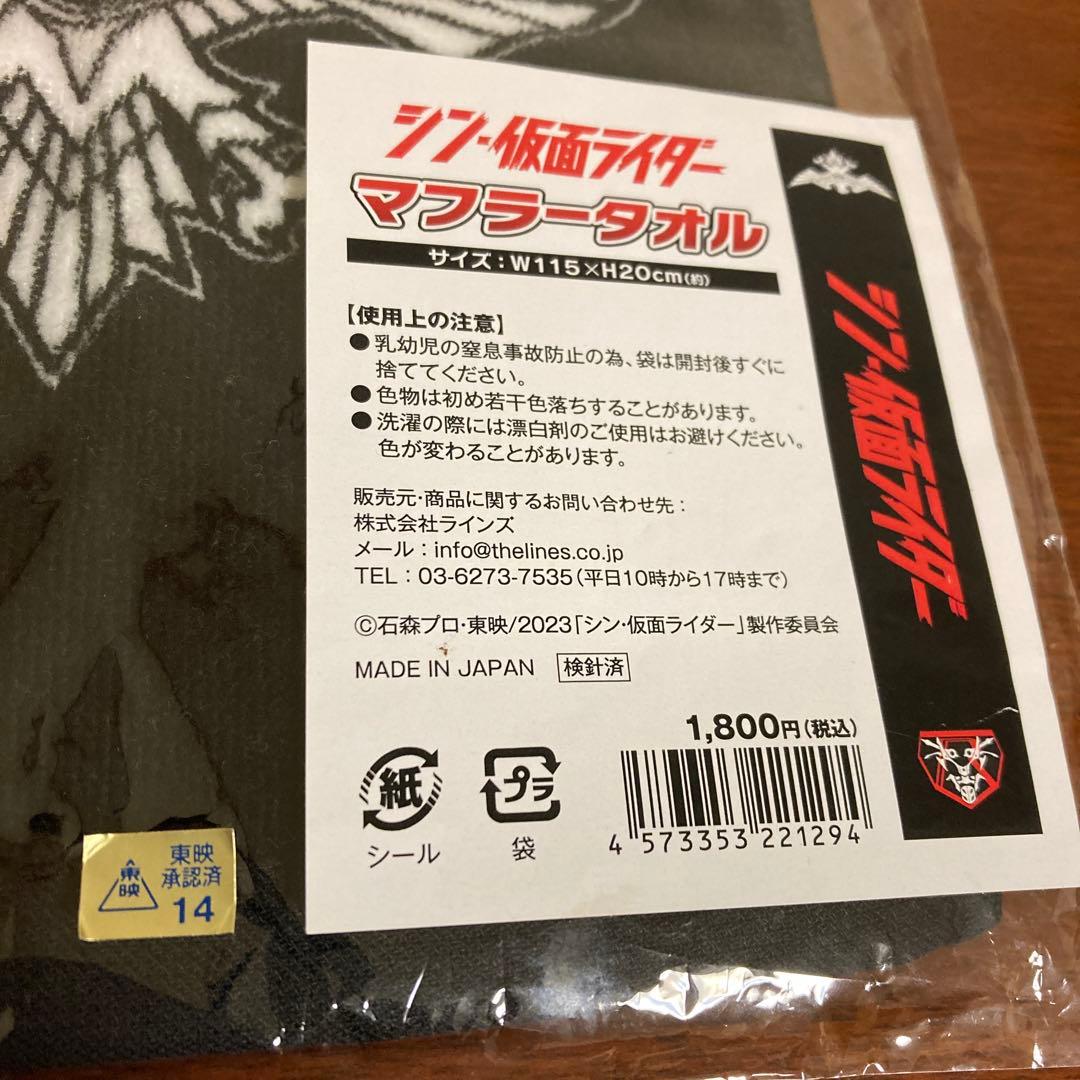 シン・仮面ライダー
マフラータオル
サイズ：W115×H20cm(約)
【使用上の注意】
●乳幼児の窒息事故防止の為、袋は開封後すぐに
捨ててください。
●色物は初め若干色落ちすることがあります。
●洗濯の際には漂白剤のご使用はお避けください。
色が変わることがあります。
販売元・商品に関するお問い合わせ先：
株式会社ラインズ
メール：info@thelines.co.jp
TEL：03-6273-7535（平日10時から17時まで）
©石森プロ・東映/2023「シン・仮面ライダー」製作委員会
MADE IN JAPAN 検針済
1,800円（税込）
紙
シール
プラ
袋
4 573353 221294
シン・仮面ライダー
東映
東映
承認済
14